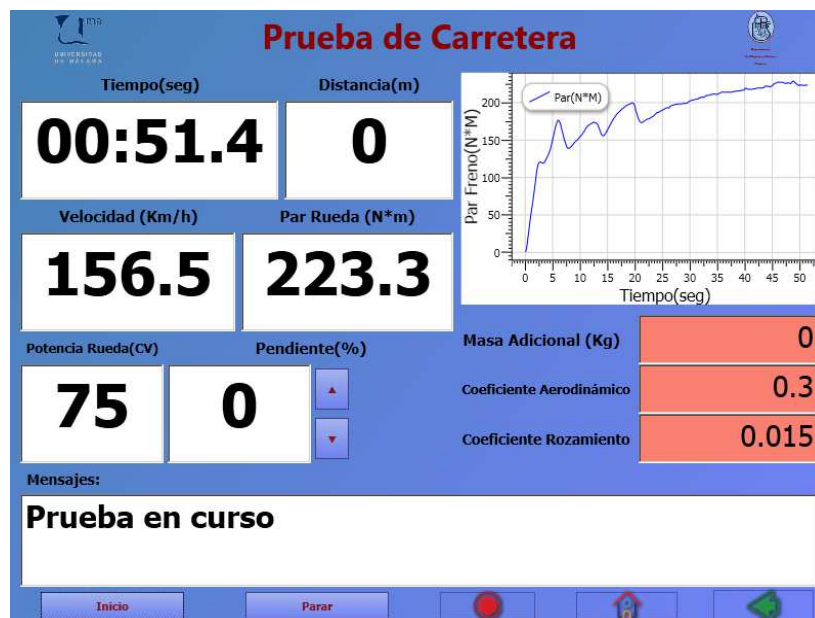 uma
UNIVERSIDAD
DE MÁLAGA
Prueba de Carretera
Tiempo(seg)
Distancia(m)
00:51.4
0
Velocidad (Km/h)
Par Rueda (N*m)
156.5
223.3
Potencia Rueda(CV)
Pendiente(%)
75
0
Par(N*M)
Par Freno(N*M)
200
150
100
50
0
0 5 10 15 20 25 30 35 40 45 50
Tiempo(seg)
Masa Adicional (Kg)
0
Coeficiente Aerodinámico
0.3
Coeficiente Rozamiento
0.015
Mensajes:
Prueba en curso
Inicio
Parar